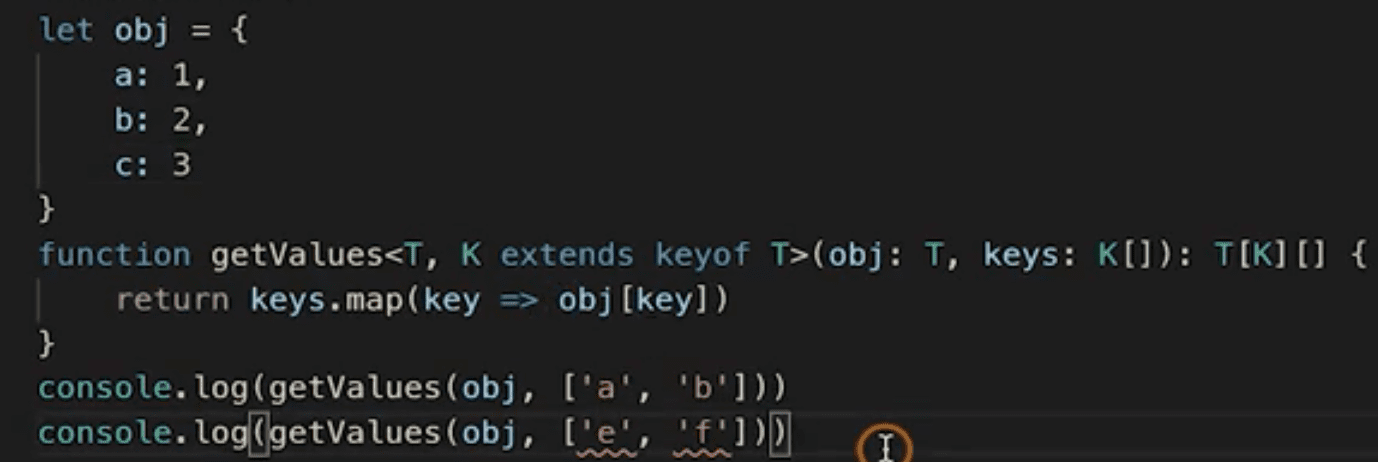 let obj = {
    a: 1,
    b: 2,
    c: 3
}
function getValues<T, K extends keyof T>(obj: T, keys: K[]): T[K][] {
    return keys.map(key => obj[key])
}
console.log(getValues(obj, ['a', 'b']))
console.log(getValues(obj, ['e', 'f']))